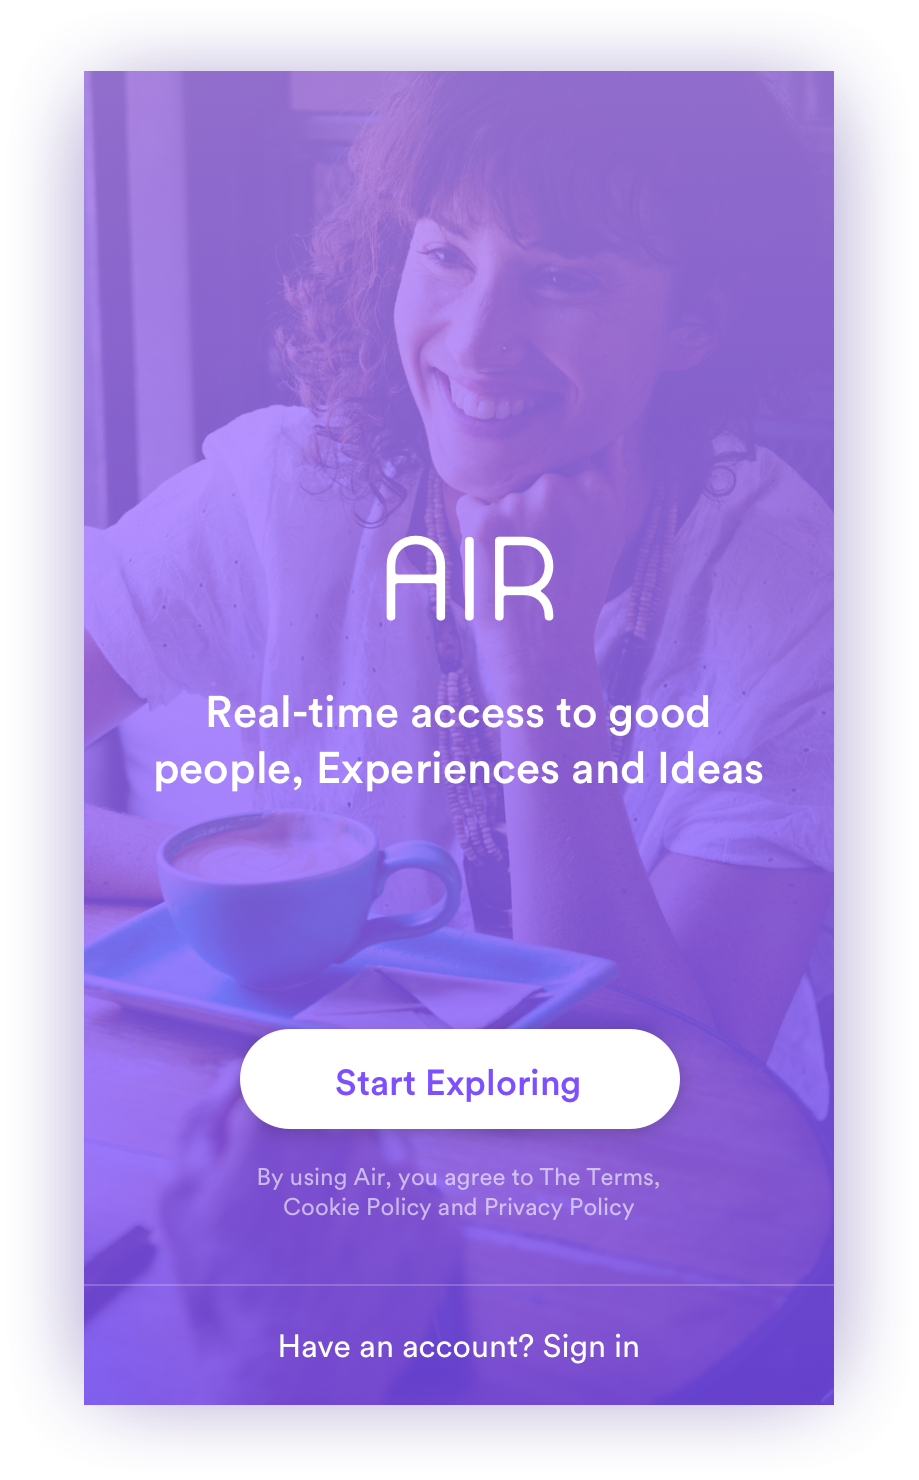 AIR
Real-time access to good
people, Experiences and Ideas
Start Exploring
By using Air, you agree to The Terms,
Cookie Policy and Privacy Policy
Have an account? Sign in